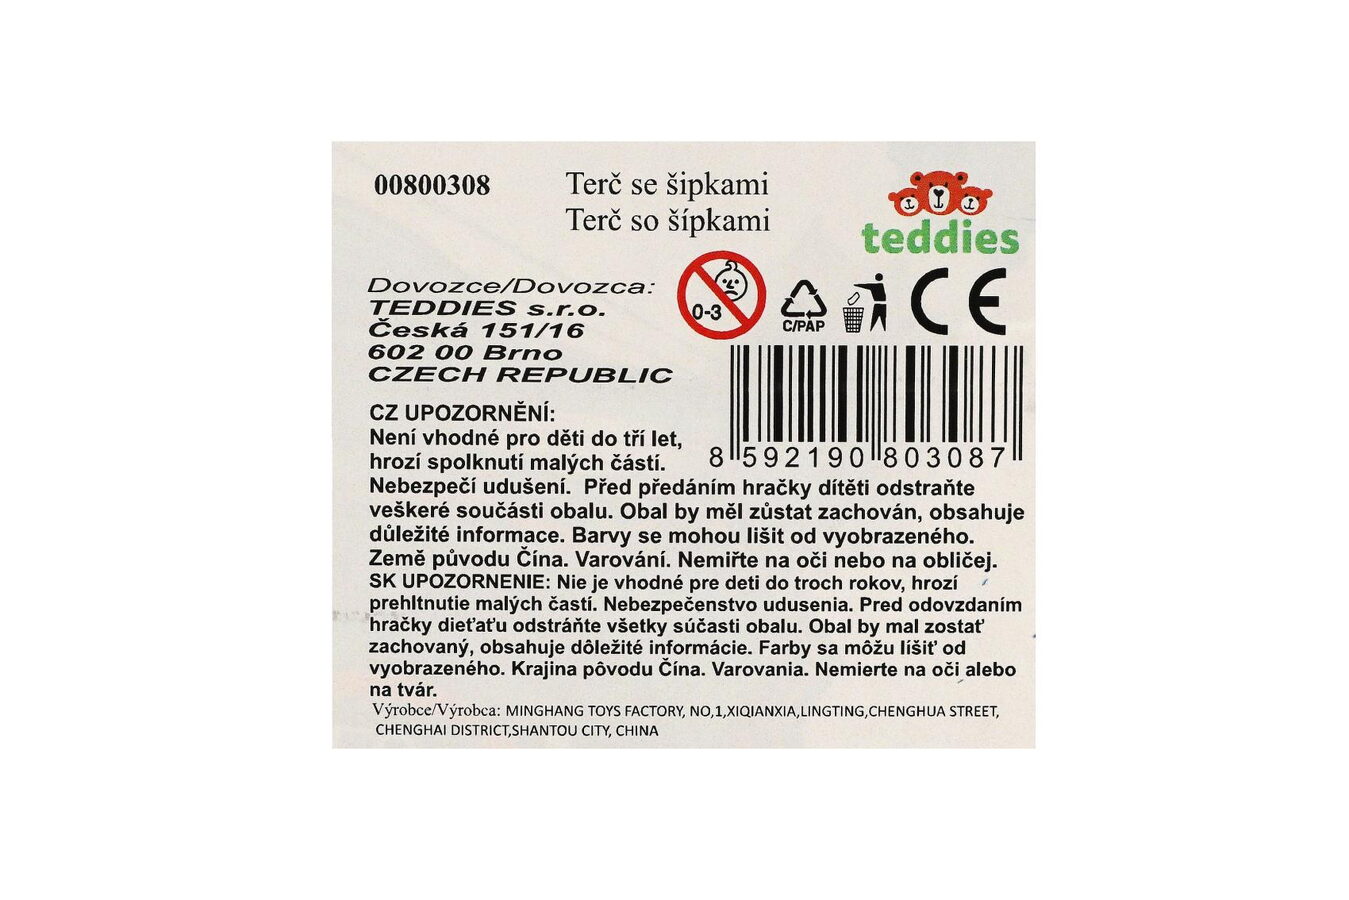 00800308
Terč se šipkami
Terč so šípkami
teddies
Dovozce/Dovozca:
TEDDIES s.r.o.
Česká 151/16
602 00 Brno
CZECH REPUBLIC
0-3
C/PAP
CE
8 592190 803087
CZ UPOZORNĚNÍ:
Není vhodné pro děti do tří let,
hrozí spolknutí malých částí.
Nebezpečí udušení. Před předáním hračky dítěti odstraňte
veškeré součásti obalu. Obal by měl zůstat zachován, obsahuje
důležité informace. Barvy se mohou lišit od vyobrazeného.
Země původu Čína. Varování. Nemiřte na oči nebo na obličej.
SK UPOZORNENIE: Nie je vhodné pre deti do troch rokov, hrozí
prehltnutie malých častí. Nebezpečenstvo udusenia. Pred odovzdaním
hračky dieťaťu odstráňte všetky súčasti obalu. Obal by mal zostať
zachovaný, obsahuje dôležité informácie. Farby sa môžu líšiť od
vyobrazeného. Krajina pôvodu Čína. Varovania. Nemierte na oči alebo
na tvár.
Výrobce/Výrobca: MINGHANG TOYS FACTORY, NO,1,XIQIANXIA,LINGTING,CHENGHUA STREET,
CHENGHAI DISTRICT,SHANTOU CITY, CHINA